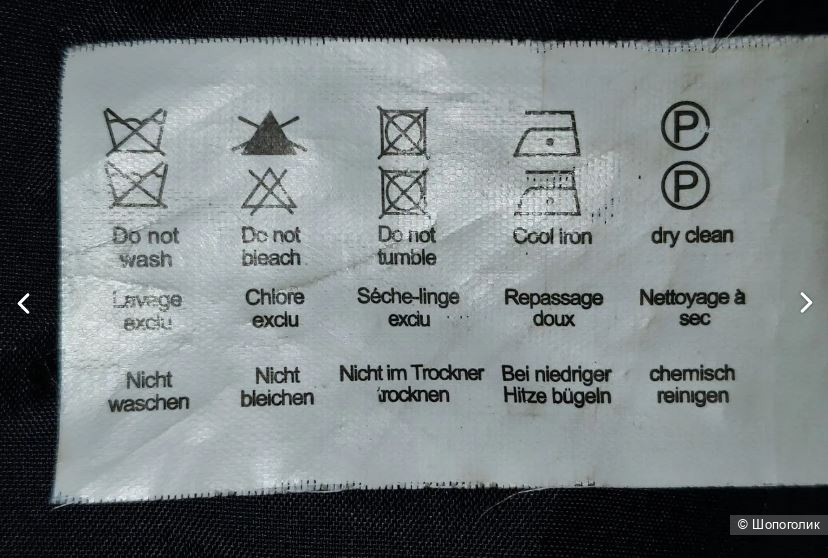 P
P
Do not wash
Do not bleach
Do not tumble
Cool iron
dry clean
Lavage exclu
Chlore exclu
Séche-linge exclu
Repassage doux
Nettoyage à sec
Nicht waschen
Nicht bleichen
Nicht im Trockner trocknen
Bei niedriger Hitze bügeln
chemisch reinigen
© Шопоголик